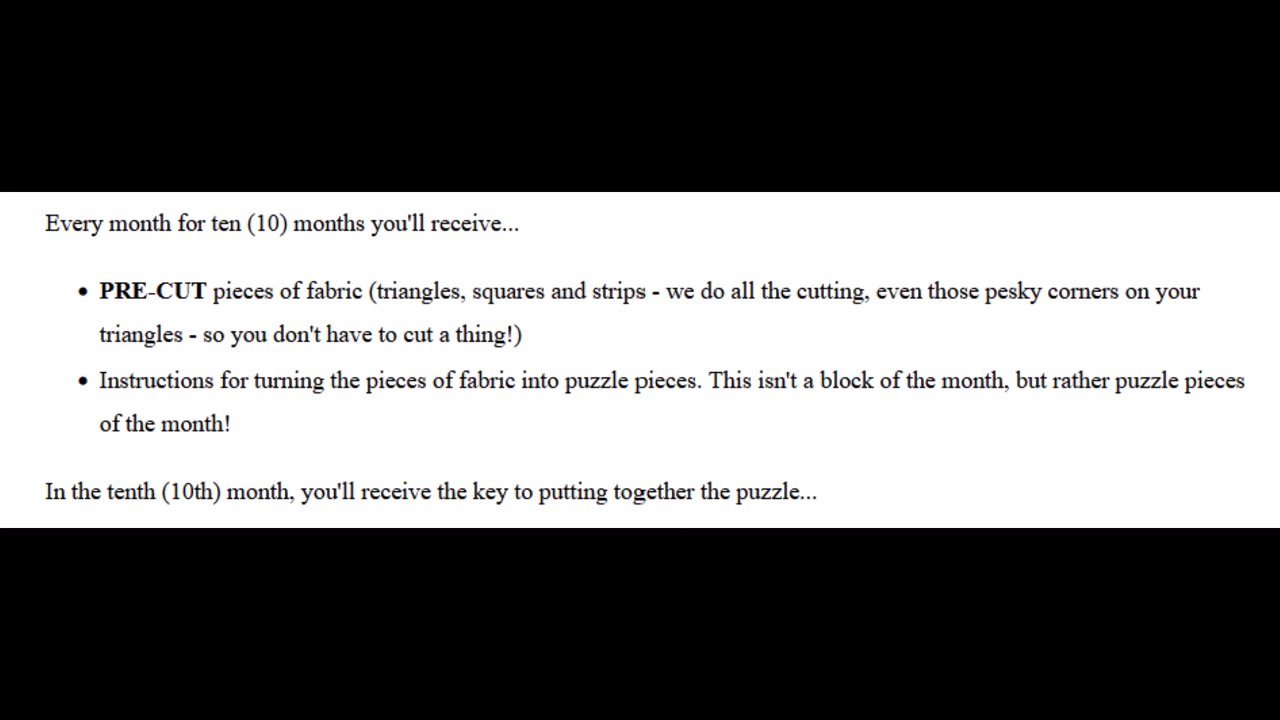 Every month for ten (10) months you'll receive...
• PRE-CUT pieces of fabric (triangles, squares and strips - we do all the cutting, even those pesky corners on your
triangles - so you don't have to cut a thing!)
• Instructions for turning the pieces of fabric into puzzle pieces. This isn't a block of the month, but rather puzzle pieces
of the month!
In the tenth (10th) month, you'll receive the key to putting together the puzzle...